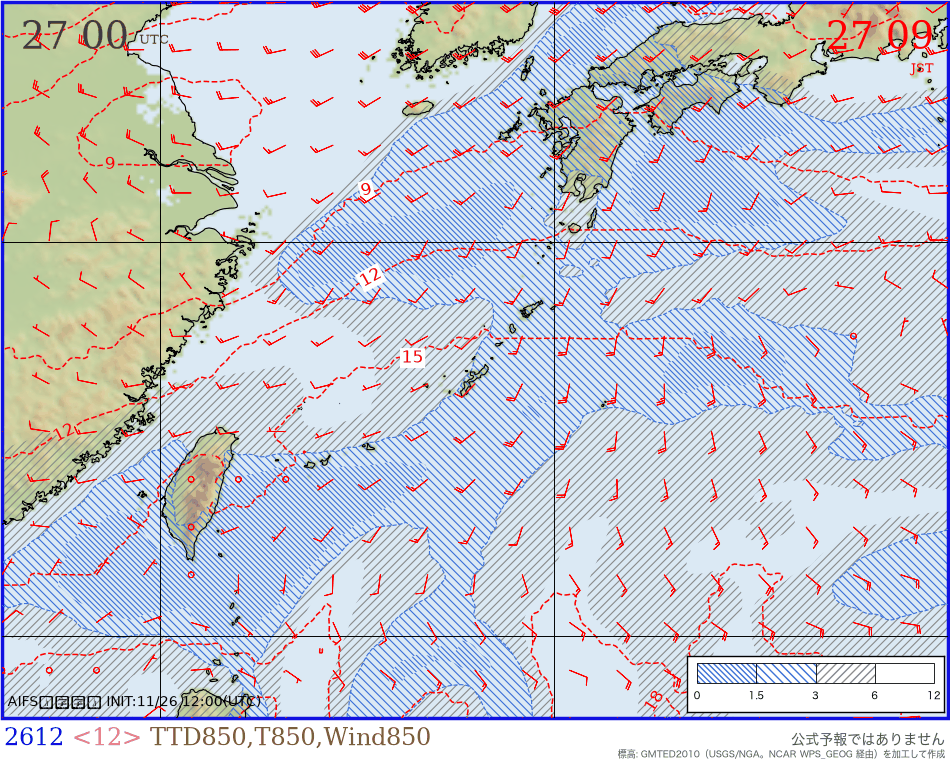 27 00 UTC
27 09
JST
9
9
12
15
12
18
0 1.5 3 6 12
AIFS□□□□ INIT:11/26 12:00(UTC)
2612 <12> TTD850,T850,Wind850
公式予報ではありません
標高: GMTED2010（USGS/NGA。NCAR WPS_GEOG 経由）を加工して作成